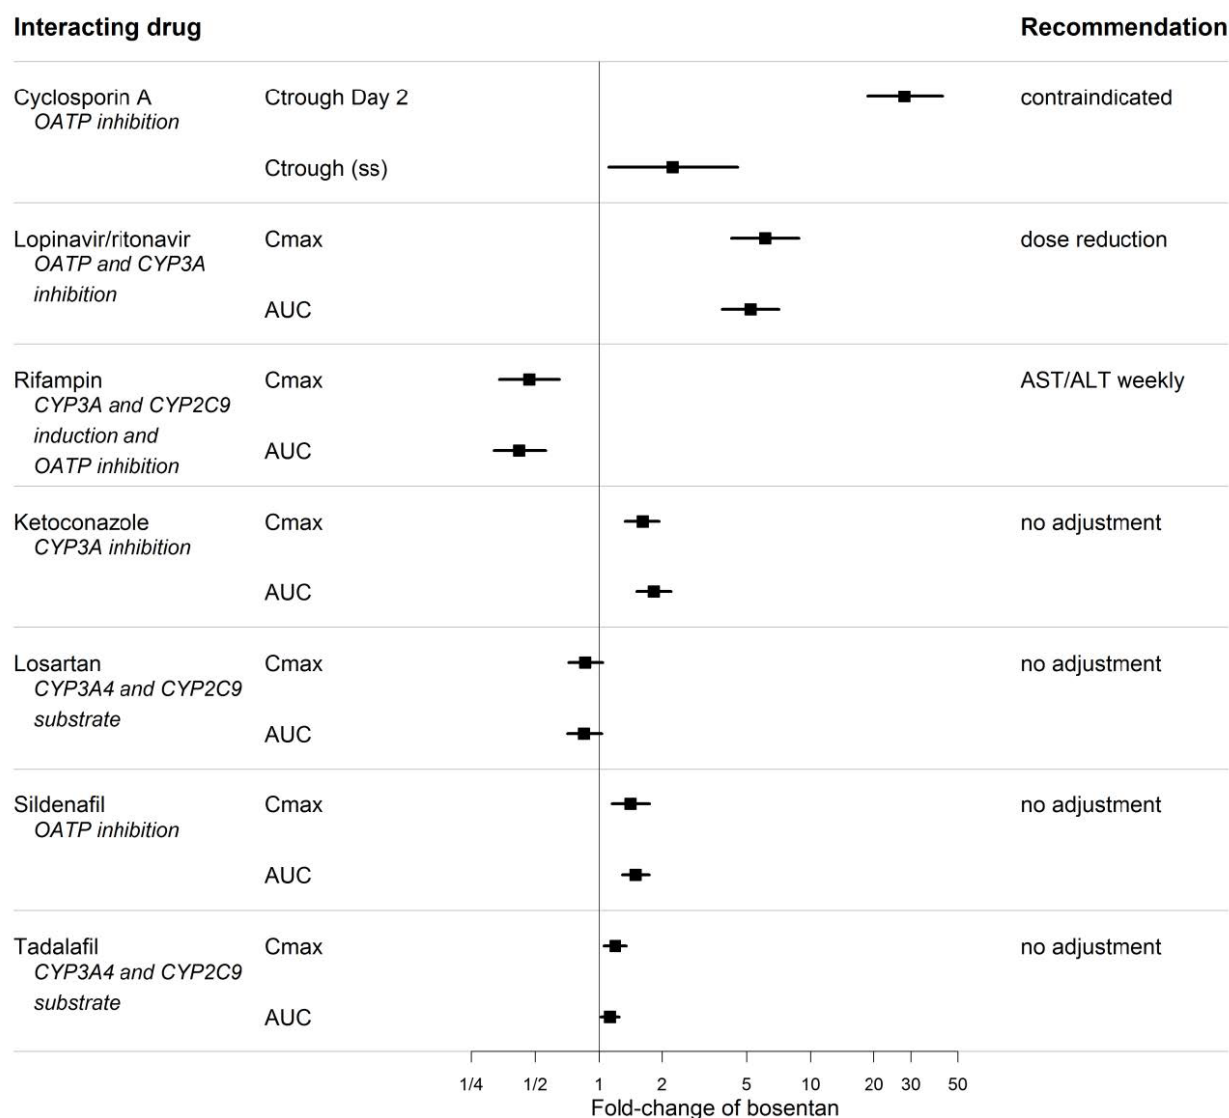 Interacting drug Recommendation
Cyclosporin A Ctrough Day 2 contraindicated
OATP inhibition
Ctrough (ss)
Lopinavir/ritonavir Cmax dose reduction
OATP and CYP3A
inhibition
AUC
Rifampin Cmax AST/ALT weekly
CYP3A and CYP2C9
induction and
AUC
OATP inhibition
Ketoconazole Cmax no adjustment
CYP3A inhibition
AUC
Losartan Cmax no adjustment
CYP3A4 and CYP2C9
substrate
AUC
Sildenafil Cmax no adjustment
OATP inhibition
AUC
Tadalafil Cmax no adjustment
CYP3A4 and CYP2C9
substrate
AUC
1/4 1/2 1 2 5 10 20 30 50
Fold-change of bosentan